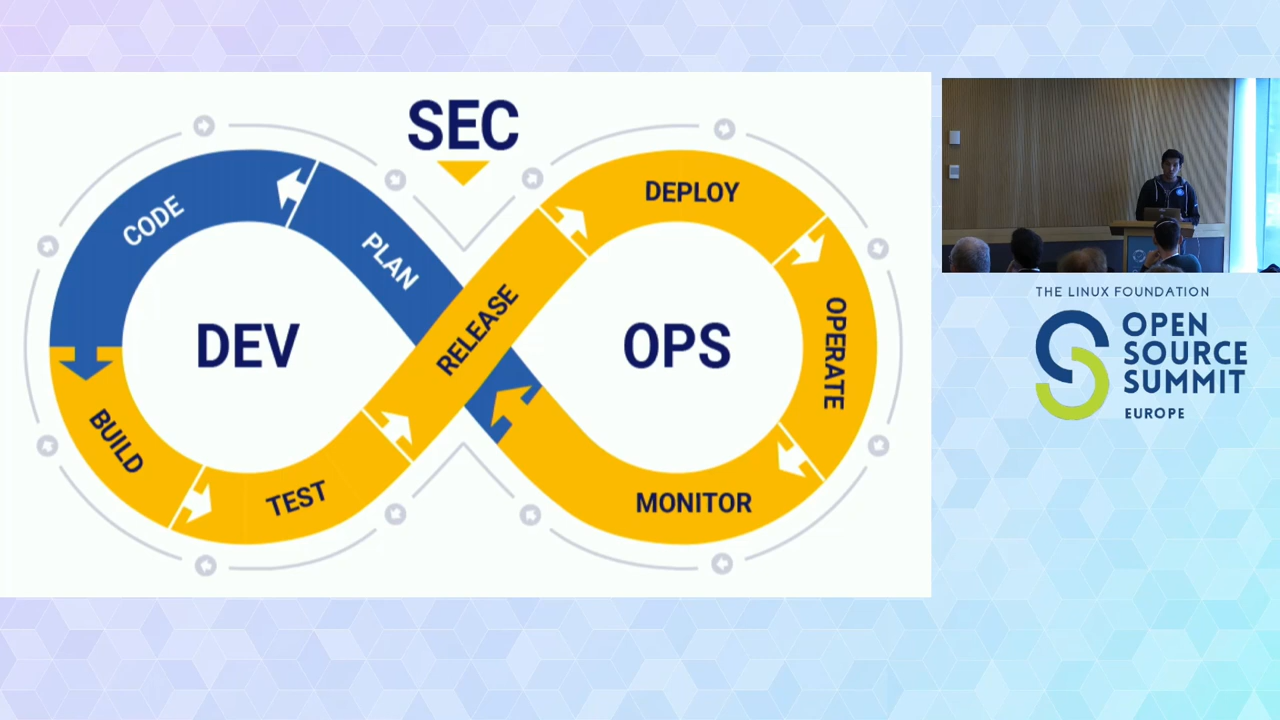 SEC
CODE
PLAN
DEV
BUILD
TEST
RELEASE
DEPLOY
OPS
OPERATE
MONITOR
THE LINUX FOUNDATION
OPEN
SOURCE
SUMMIT
EUROPE